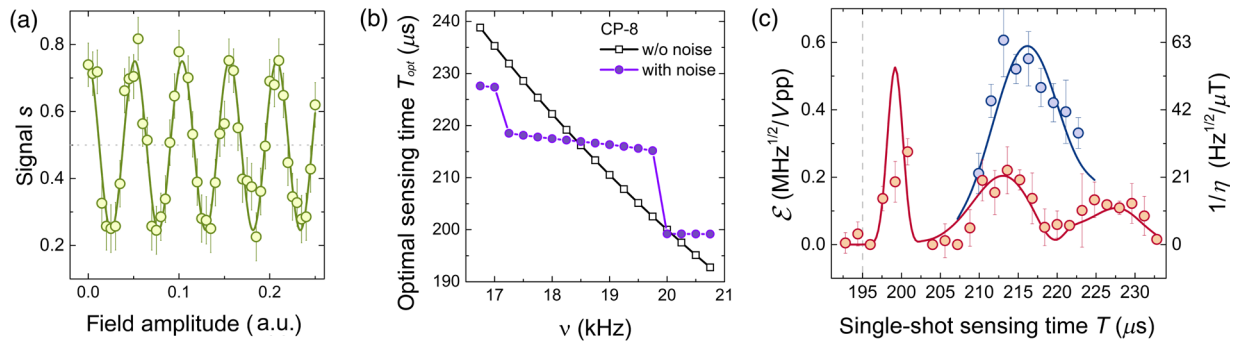 (a)
0.8
0.6
0.4
0.2
Signal s
0.0 0.1 0.2
Field amplitude (a.u.)
(b)
240
230
220
210
200
190
Optimal sensing time T_opt (μs)
CP-8
w/o noise
with noise
17 18 19 20 21
ν (kHz)
(c)
0.6
0.4
0.2
0.0
ℰ (MHz^1/2/Vpp)
63
42
21
0
1/η (Hz^1/2/μT)
195 200 205 210 215 220 225 230
Single-shot sensing time T (μs)